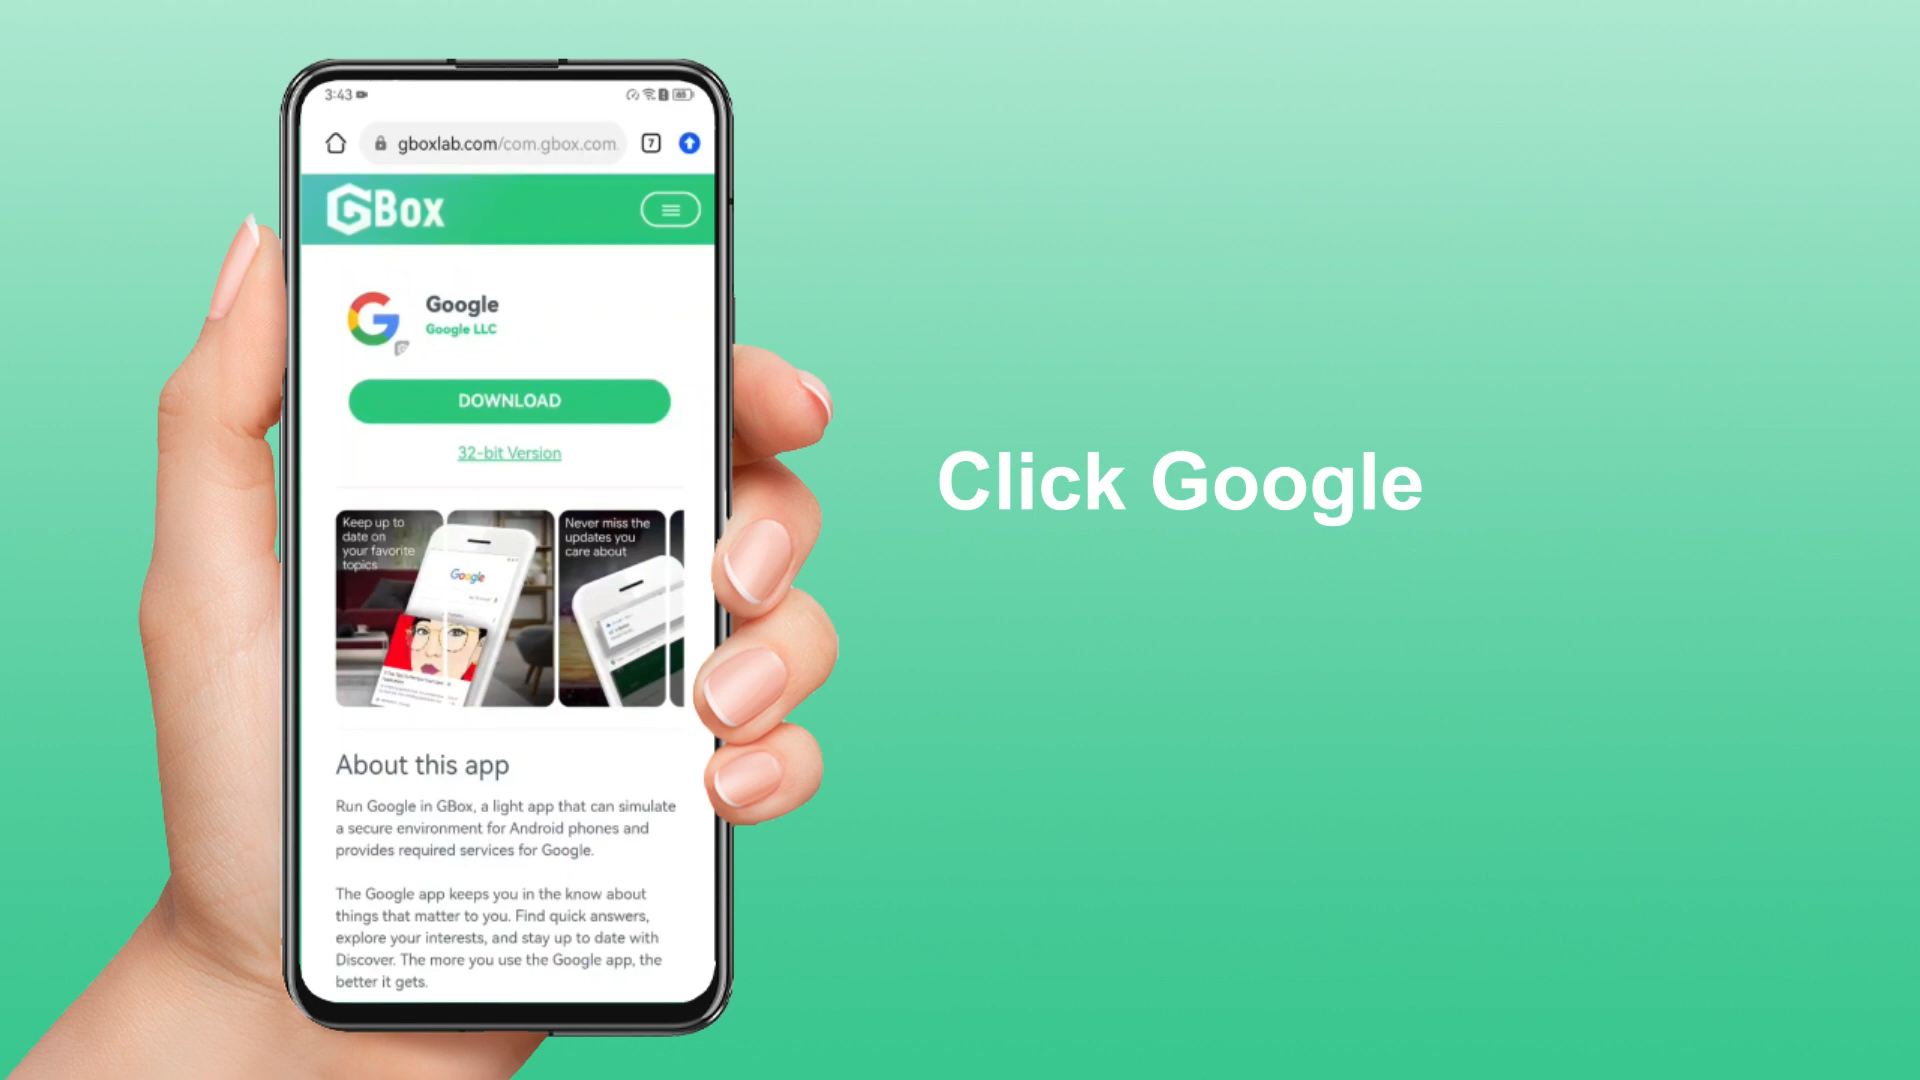 3:43
gboxlab.com/com.gbox.com.
7
GBox
Google
Google LLC
DOWNLOAD
32-bit Version
Keep up to
date on
your favorite
topics
Google
Never miss the
updates you
care about
About this app
Run Google in GBox, a light app that can simulate
a secure environment for Android phones and
provides required services for Google.
The Google app keeps you in the know about
things that matter to you. Find quick answers,
explore your interests, and stay up to date with
Discover. The more you use the Google app, the
better it gets.
Click Google